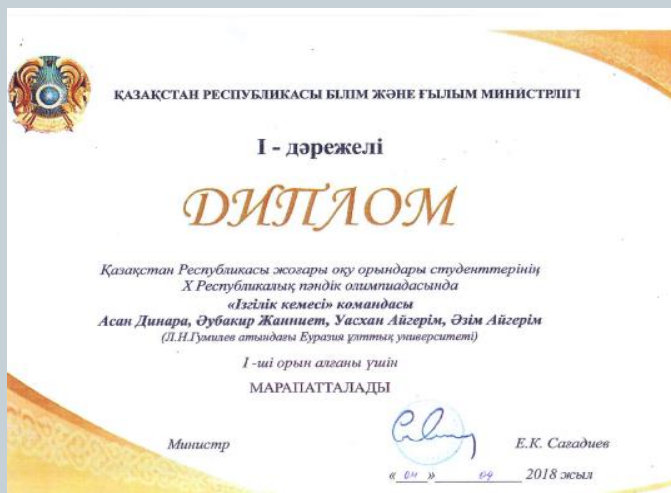 ҚАЗАҚСТАН РЕСПУБЛИКАСЫ БІЛІМ ЖӘНЕ ҒЫЛЫМ МИНИСТРЛІГІ
I - дәрежелі
ДИПЛОМ
Қазақстан Республикасы жоғары оқу орындары студенттерінің
X Республикалық пәндік олимпиадасында
«Ізгілік кемесі» командасы
Асан Динара, Әубакир Жанниет, Уасхан Айгерім, Әзім Айгерім
(Л.Н.Гумилев атындағы Еуразия ұлттық университеті)
I -ші орын алғаны үшін
МАРАПАТТАЛАДЫ
Министр Е.К. Сагадиев
« 04 » 04 2018 жыл